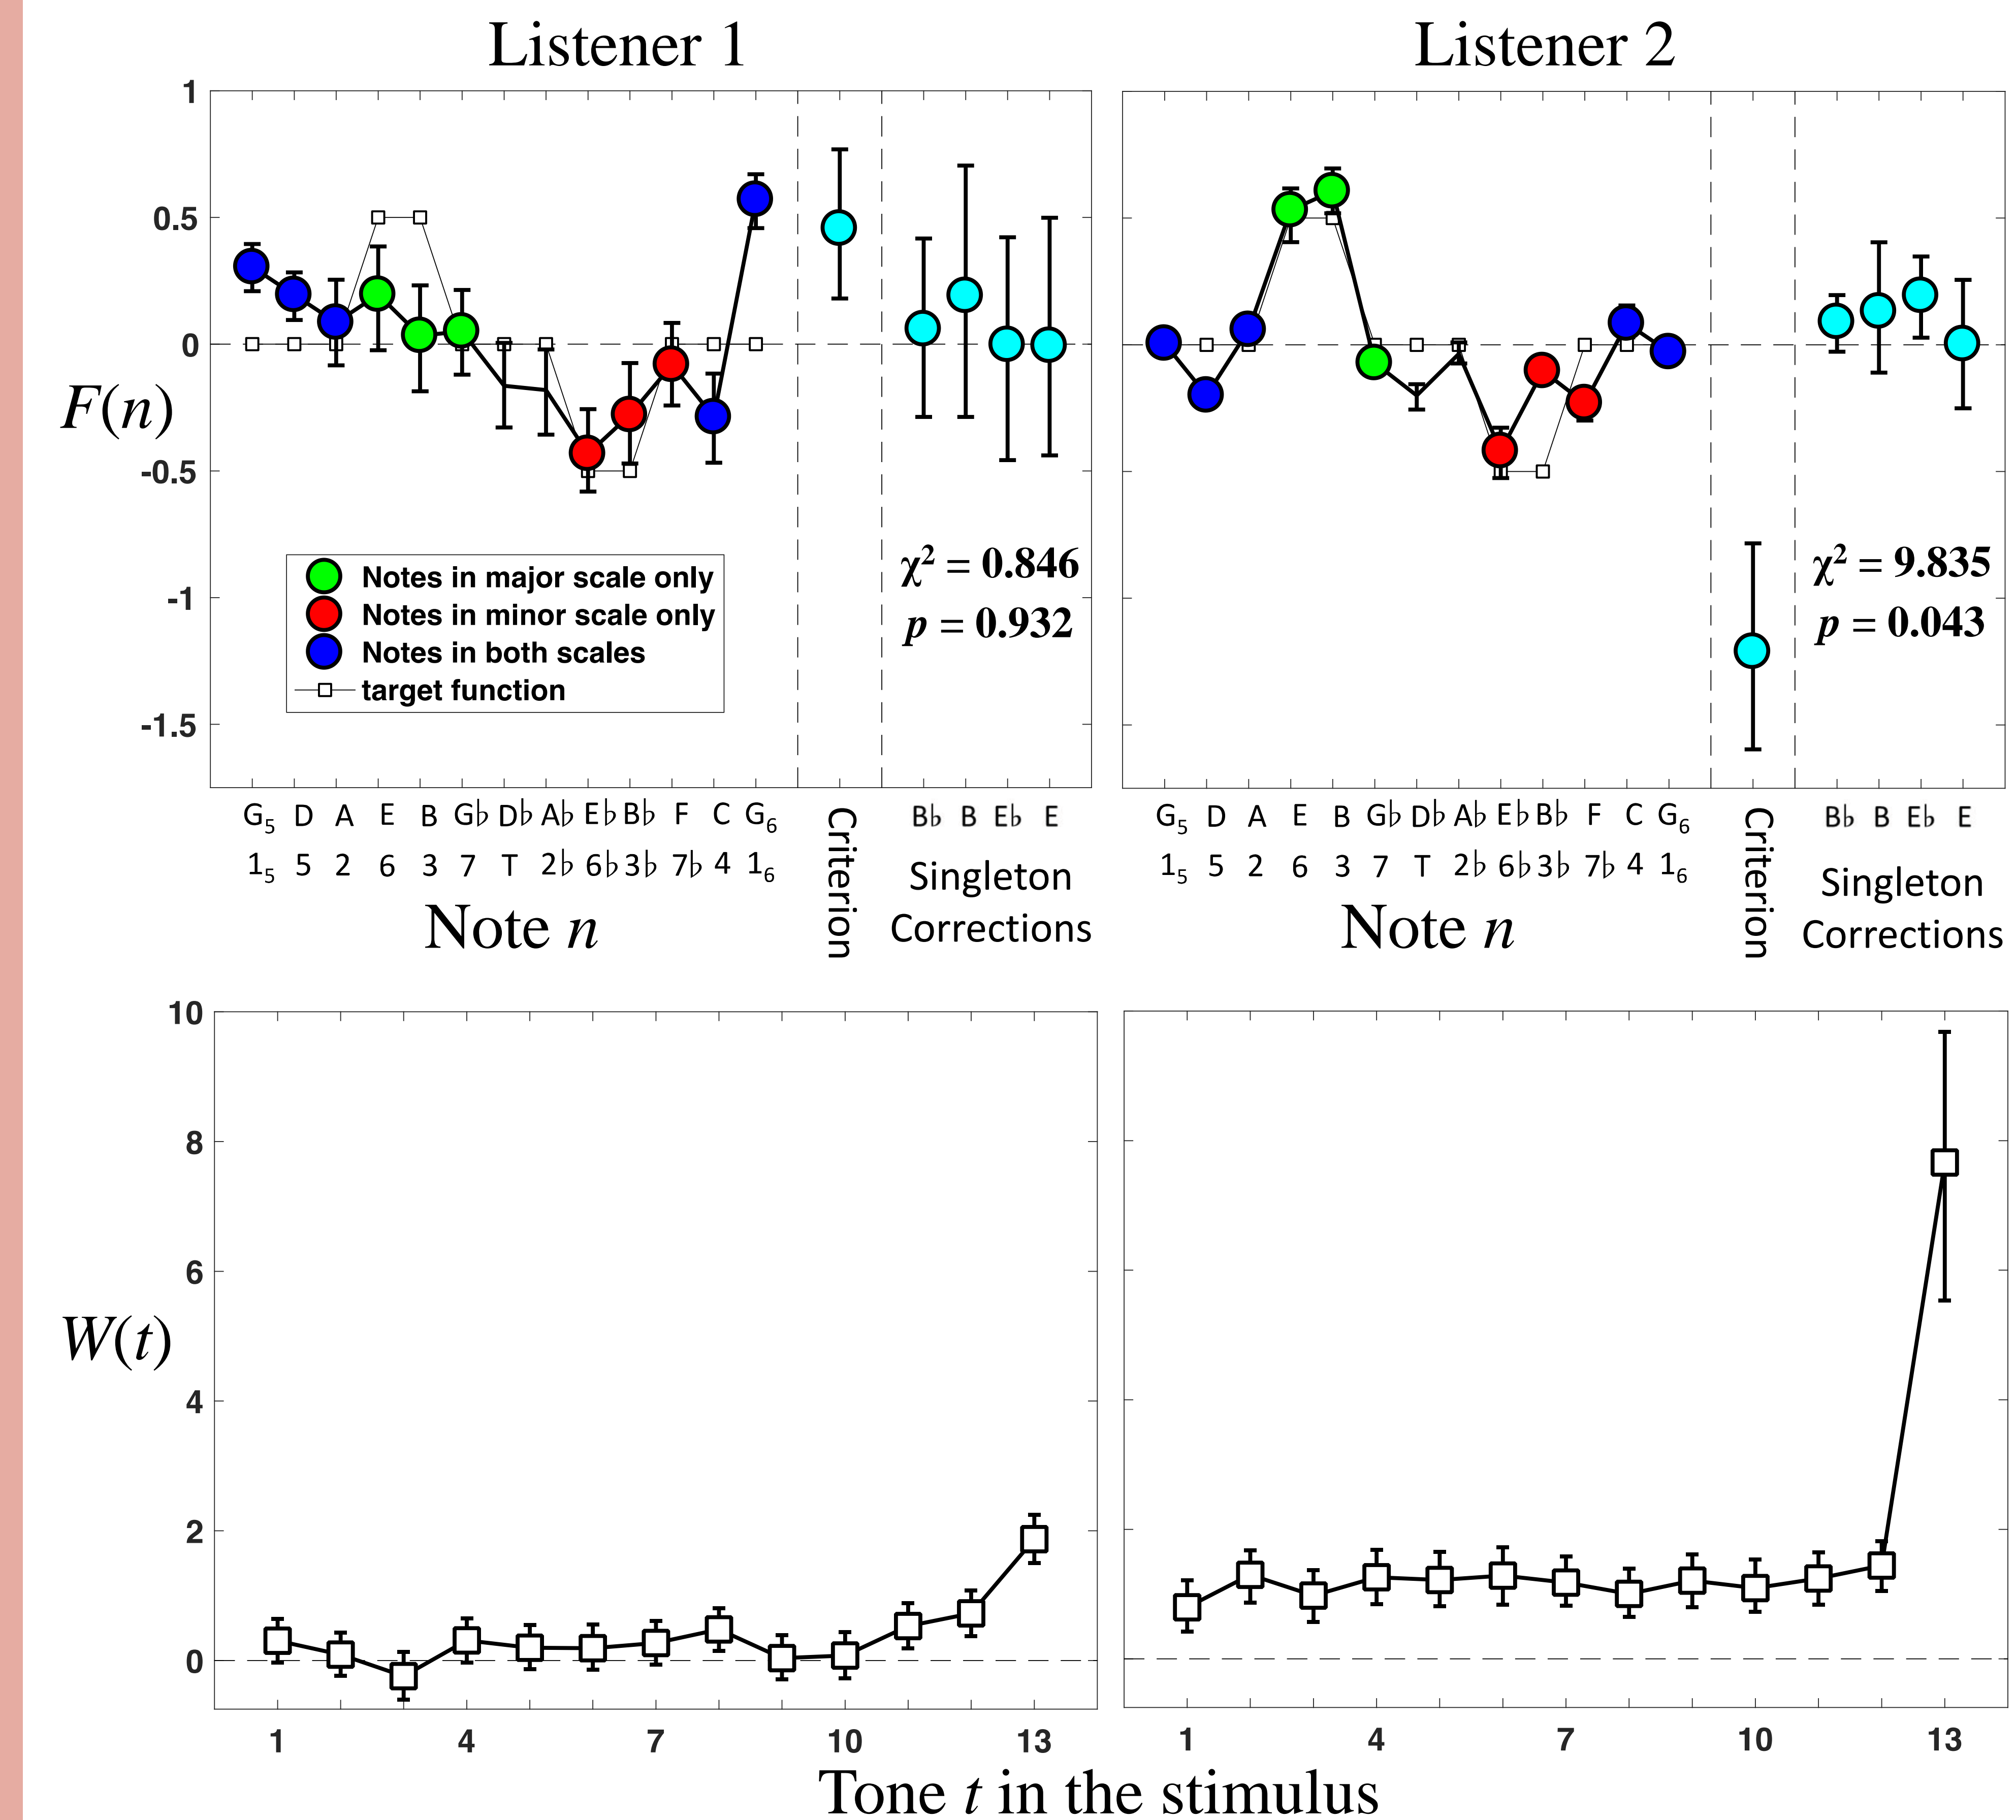 Listener 1
Listener 2
1
0.5
0
-0.5
-1
-1.5
F(n)
Notes in major scale only
Notes in minor scale only
Notes in both scales
target function
χ² = 0.846
p = 0.932
χ² = 9.835
p = 0.043
G₅ D A E B G♭ D♭ A♭ E♭ B♭ F C G₆
1₅ 5 2 6 3 7 T 2♭ 6♭ 3♭ 7♭ 4 1₆
Note n
Criterion
B♭ B E♭ E
Singleton
Corrections
G₅ D A E B G♭ D♭ A♭ E♭ B♭ F C G₆
1₅ 5 2 6 3 7 T 2♭ 6♭ 3♭ 7♭ 4 1₆
Note n
Criterion
B♭ B E♭ E
Singleton
Corrections
10
8
6
4
2
0
W(t)
1 4 7 10 13
1 4 7 10 13
Tone t in the stimulus